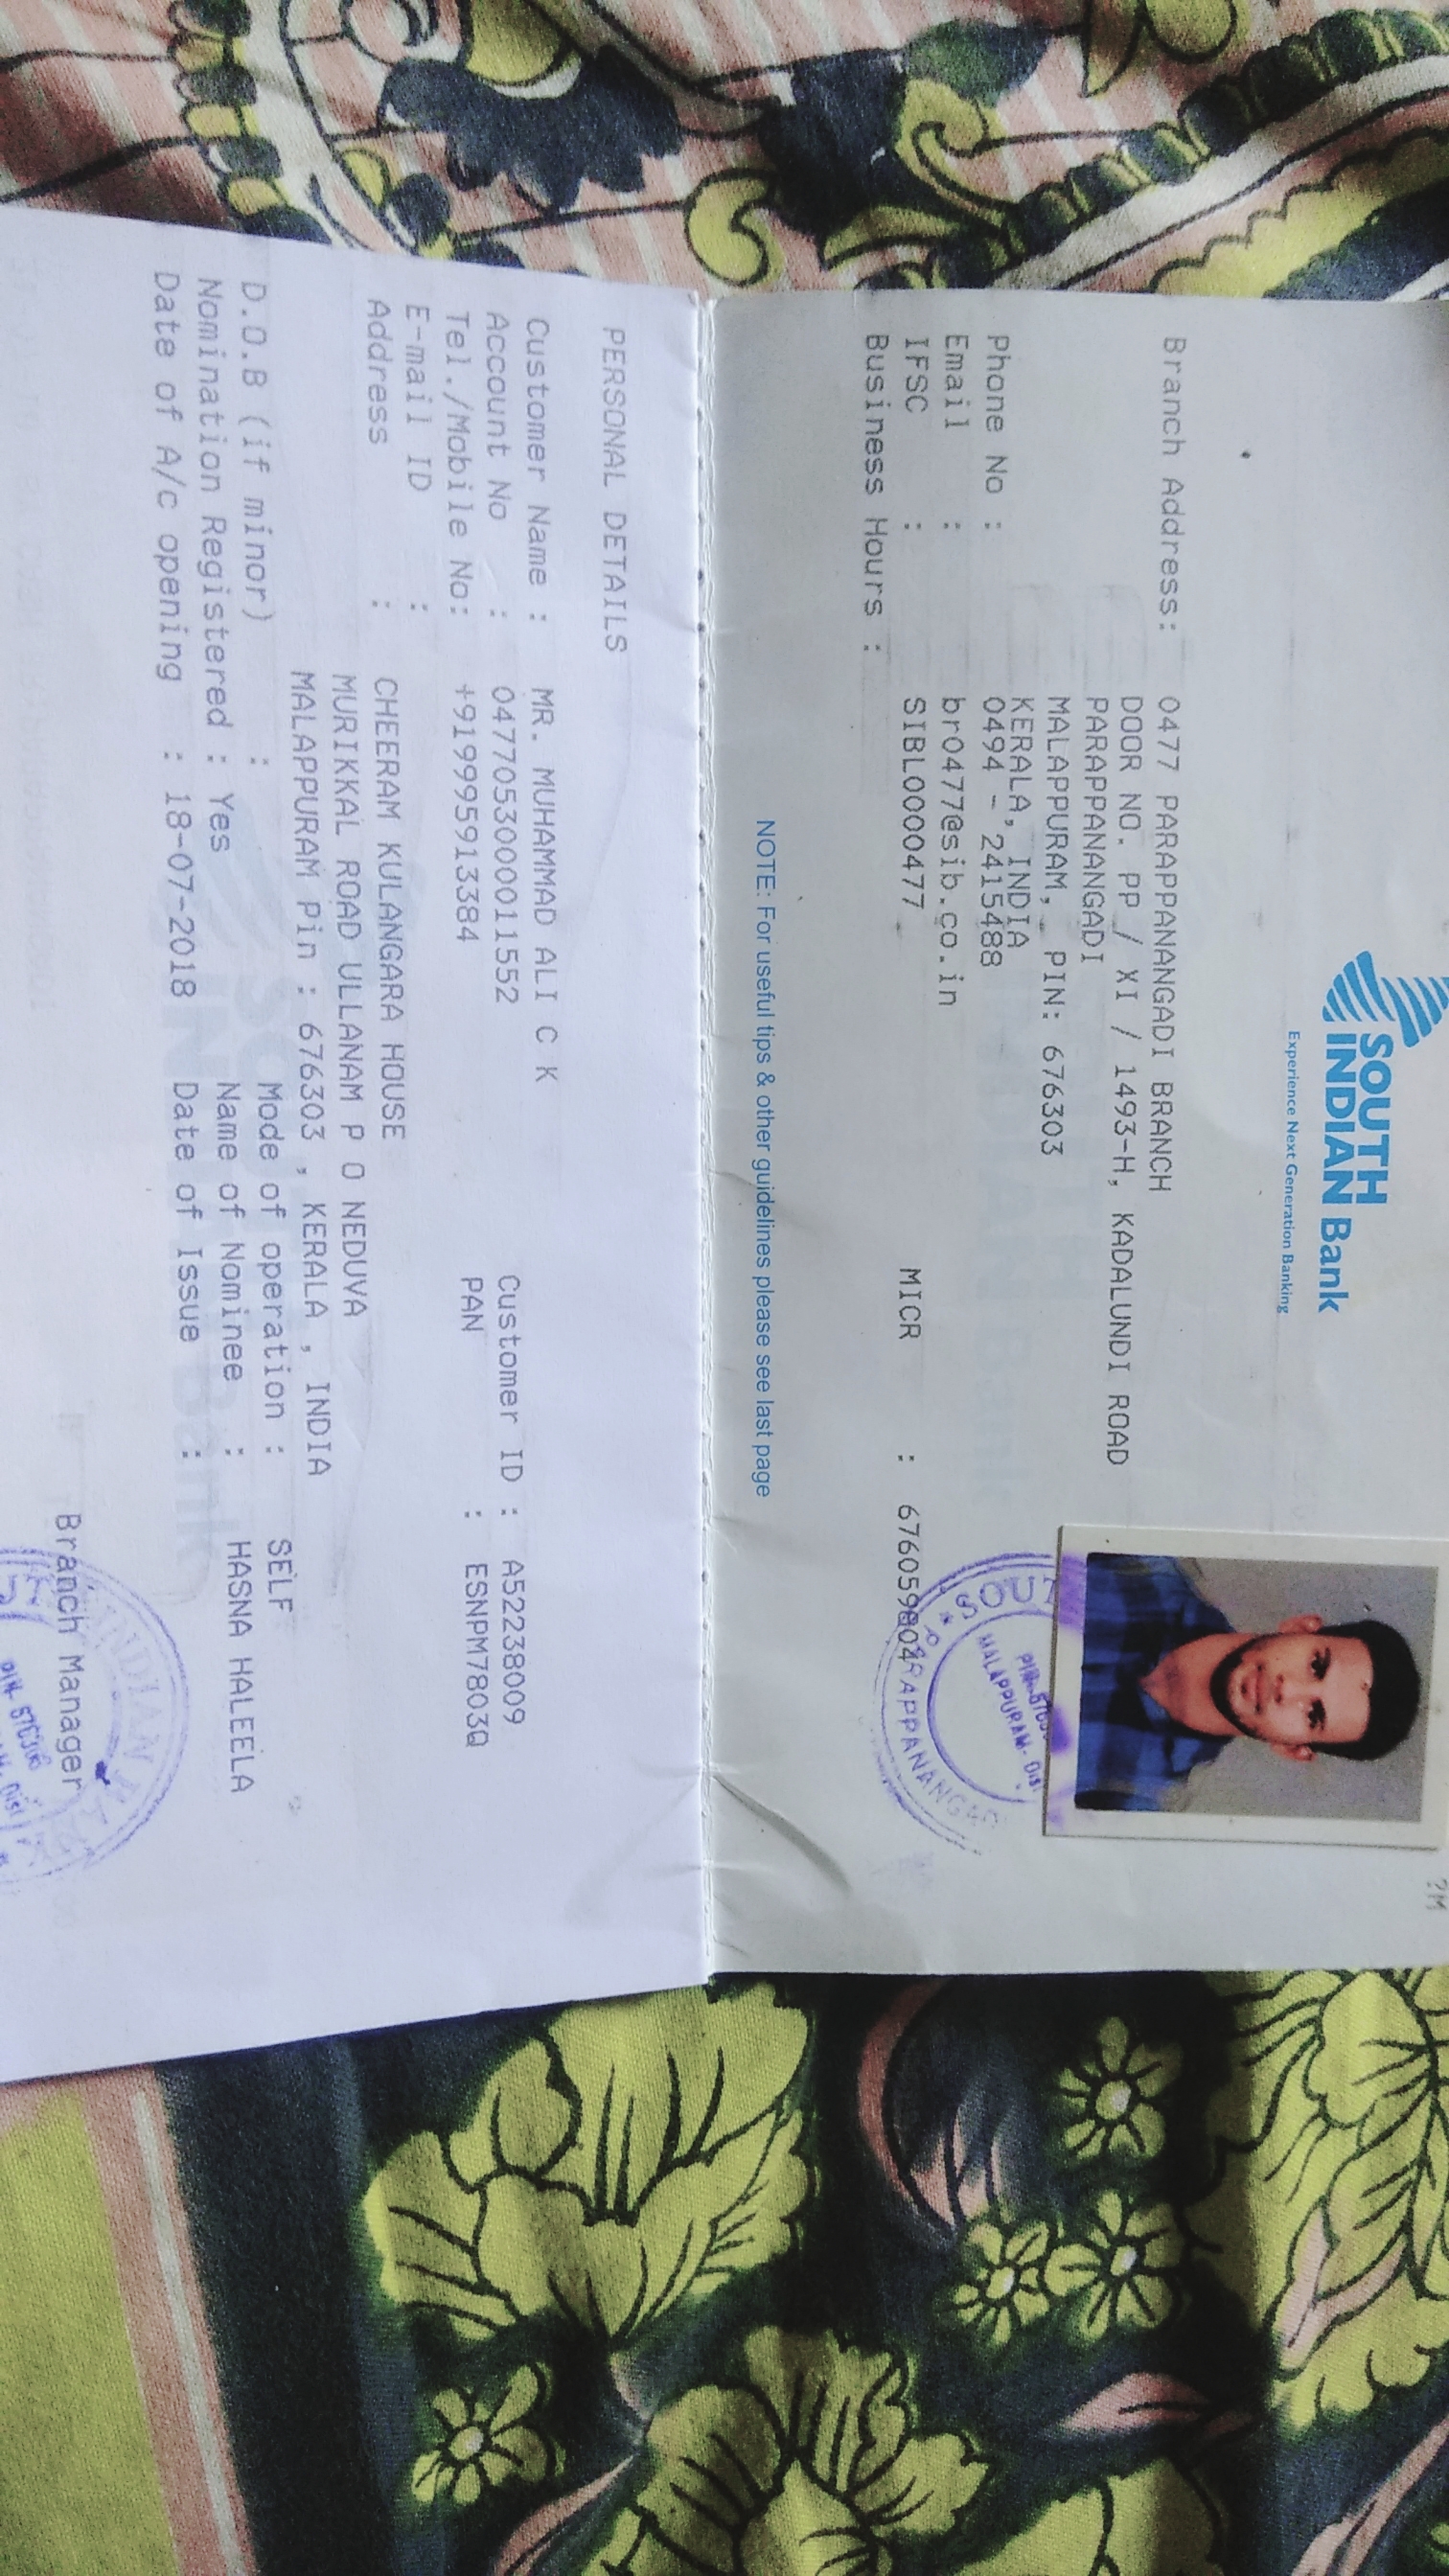 SOUTH
INDIAN Bank
Experience Next Generation Banking
?M
Branch Address: 0477 PARAPPANANGADI BRANCH
DOOR NO. PP / XI / 1493-H, KADALUNDI ROAD
PARAPPANANGADI
MALAPPURAM, PIN: 676303
KERALA, INDIA
Phone No : 0494 - 2415488
Email : br0477@sib.co.in
IFSC : SIBL0000477 MICR : 676059804
Business Hours :
SOUT
PARAPPANANGAD
MALAPPURAM- Dist
NOTE: For useful tips & other guidelines please see last page
PERSONAL DETAILS
Customer Name : MR. MUHAMMAD ALI C K
Account No : 0477053000011552 Customer ID : A52238009
Tel./Mobile No: +919995913384 PAN : ESNPM7803Q
E-mail ID :
Address : CHEERAM KULANGARA HOUSE
MURIKKAL ROAD ULLANAM P O NEDUVA
MALAPPURAM Pin : 676303 , KERALA , INDIA
D.O.B (if minor) : Mode of operation : SELF
Nomination Registered : Yes Name of Nominee : HASNA HALEELA
Date of A/c opening : 18-07-2018 Date of Issue :
Branch Manager
INDIAN